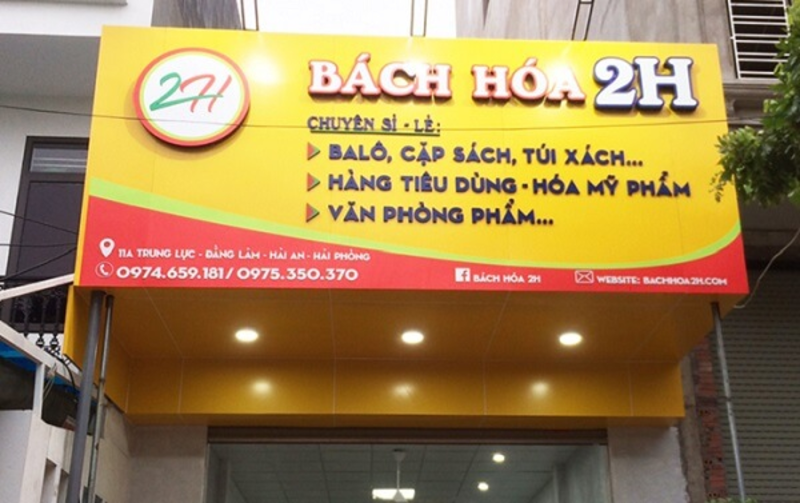 2H
BÁCH HÓA 2H
CHUYÊN SỈ - LẺ:
BALÔ, CẶP SÁCH, TÚI XÁCH...
HÀNG TIÊU DÙNG - HÓA MỸ PHẨM
VĂN PHÒNG PHẨM...
11A TRUNG LỰC - ĐẰNG LÂM - HẢI AN - HẢI PHÒNG
0974.659.181 / 0975.350.370
BÁCH HÓA 2H
WEBSITE: BACHHOA2H.COM